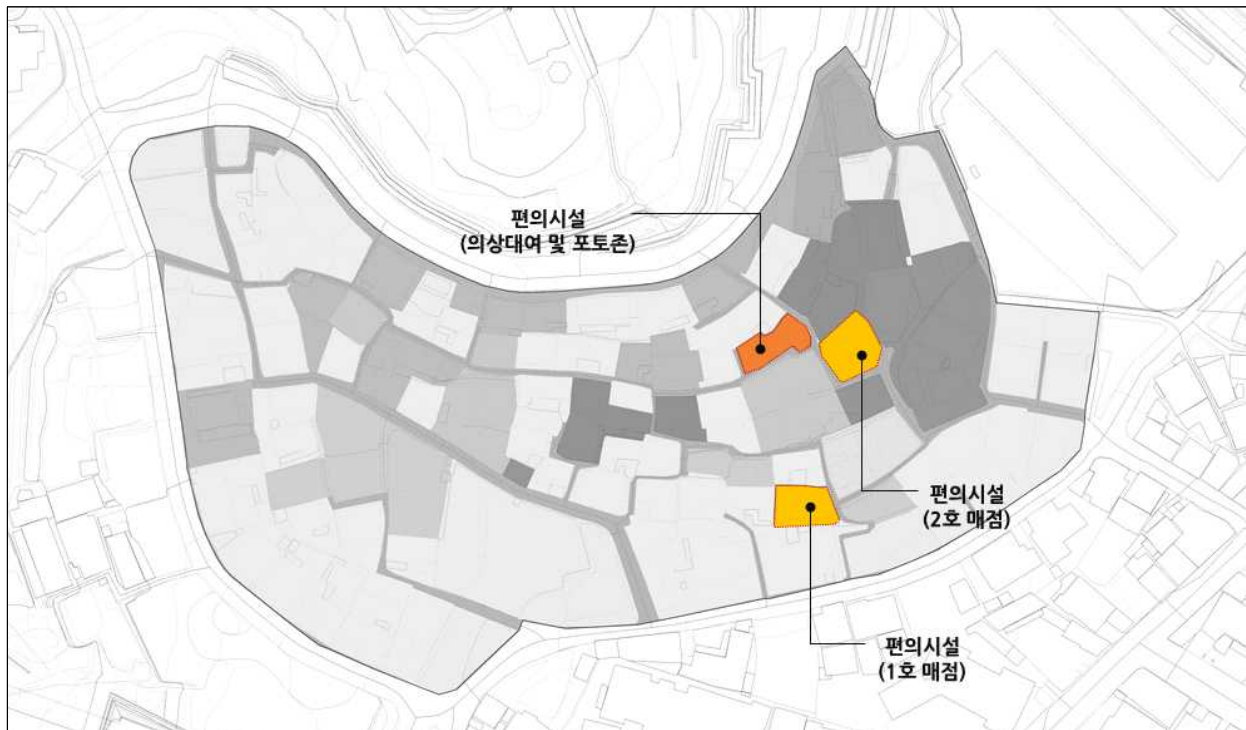 편의시설
(의상대여 및 포토존)
편의시설
(2호 매점)
편의시설
(1호 매점)